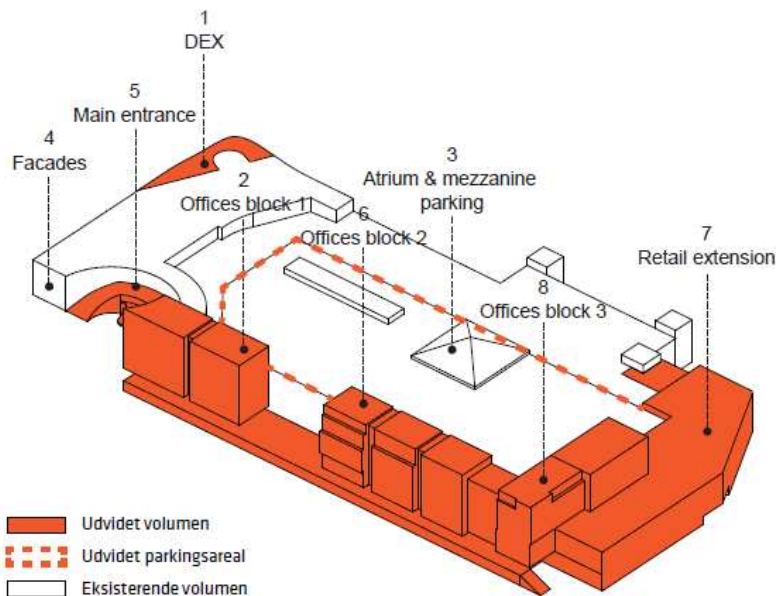 1
DEX
5
Main entrance
4
Facades
2
Offices block 1
3
Atrium & mezzanine
parking
6
Offices block 2
7
Retail extension
8
Offices block 3
Udvidet volumen
Udvidet parkingsareal
Eksisterende volumen